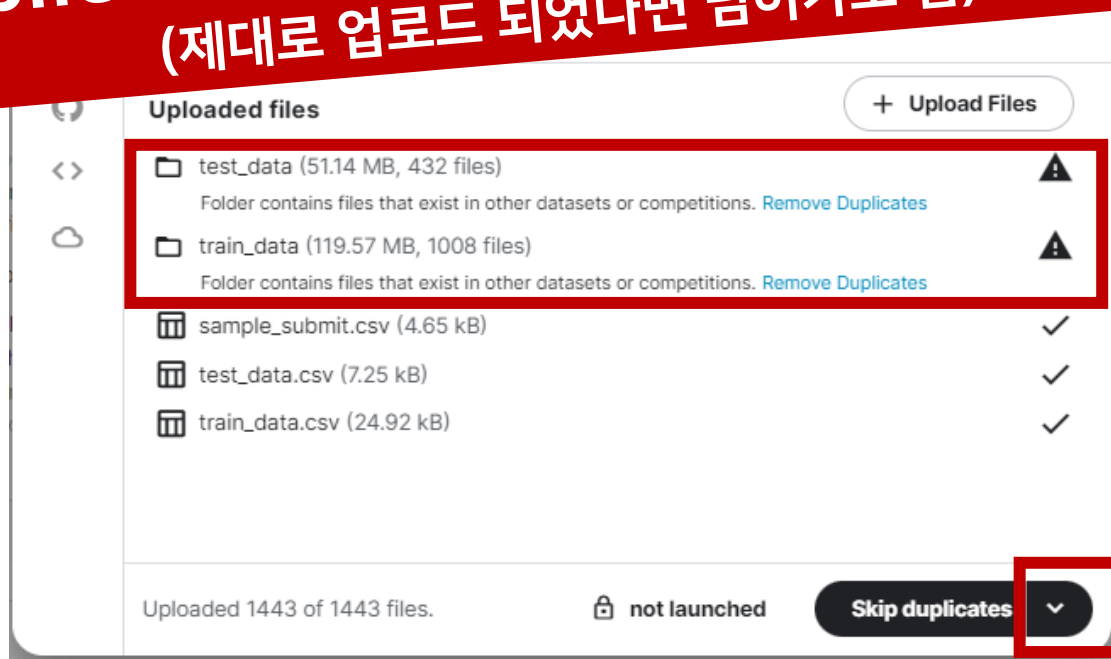 (제대로 업로드 되었다면
Uploaded files
+ Upload Files
test_data (51.14 MB, 432 files)
Folder contains files that exist in other datasets or competitions. Remove Duplicates
train_data (119.57 MB, 1008 files)
Folder contains files that exist in other datasets or competitions. Remove Duplicates
sample_submit.csv (4.65 kB)
test_data.csv (7.25 kB)
train_data.csv (24.92 kB)
Uploaded 1443 of 1443 files.
not launched
Skip duplicates